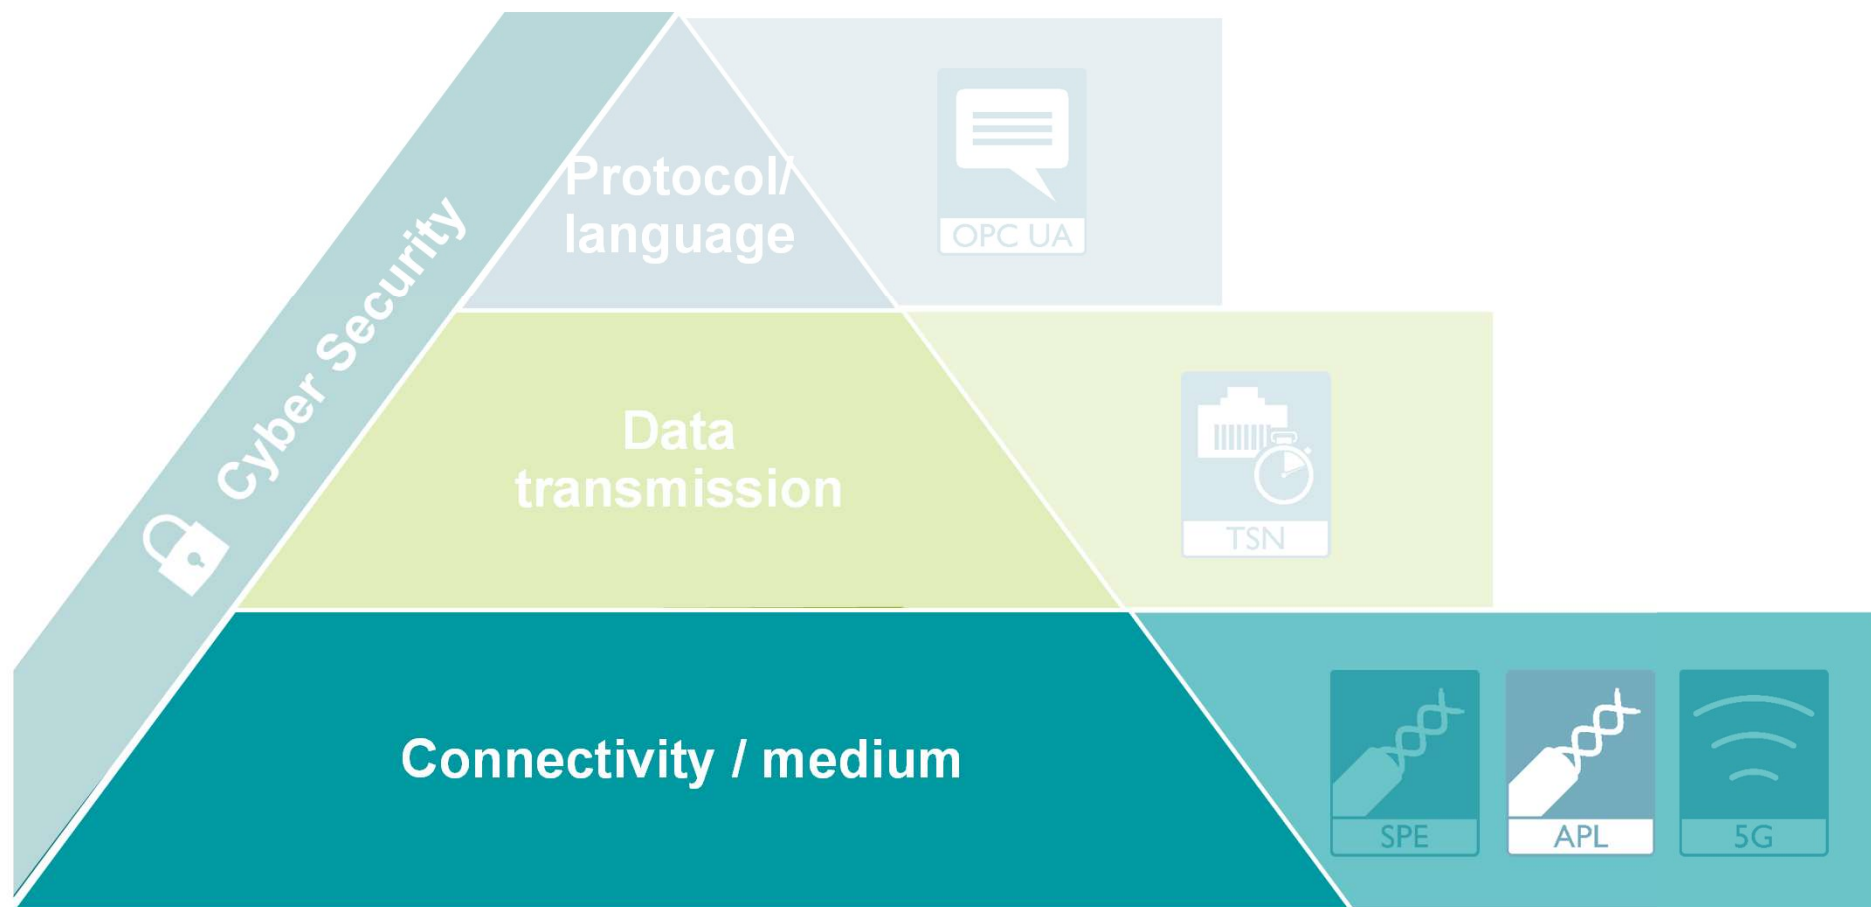 Cyber Security
Protocol/
language
OPC UA
Data
transmission
TSN
Connectivity / medium
SPE
APL
5G